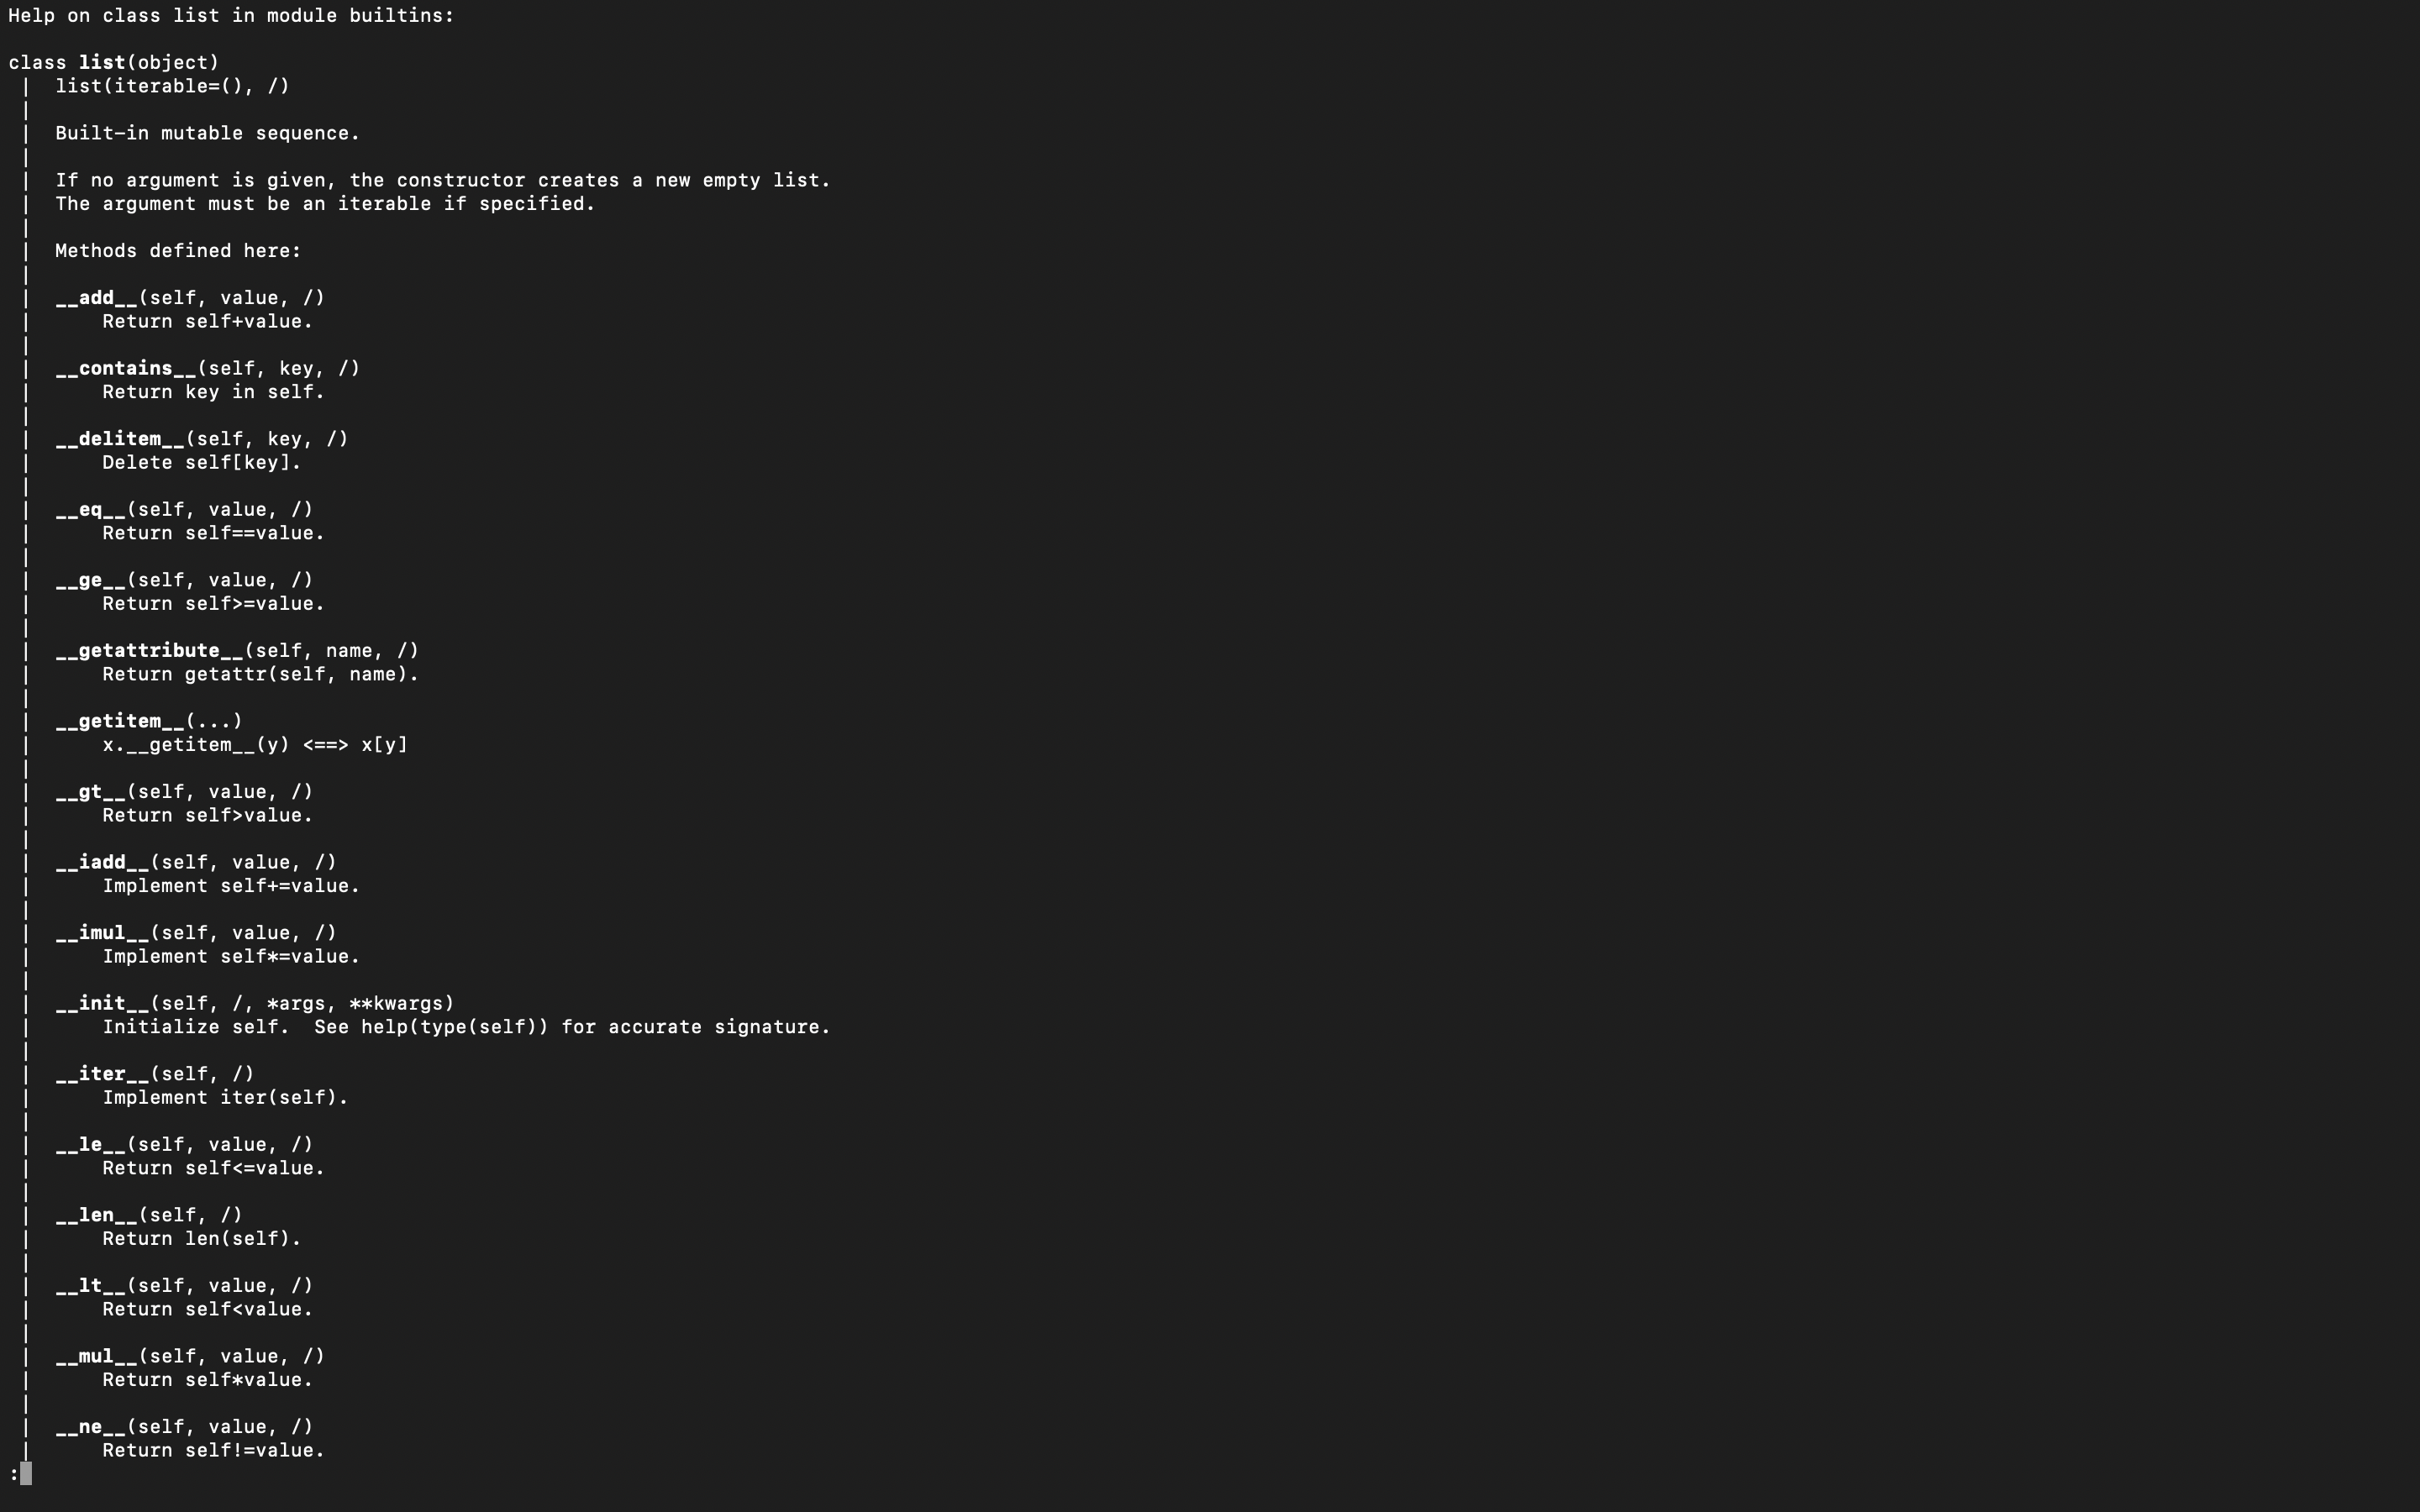 Help on class list in module builtins:

class list(object)
 |  list(iterable=(), /)
 |
 |  Built-in mutable sequence.
 |
 |  If no argument is given, the constructor creates a new empty list.
 |  The argument must be an iterable if specified.
 |
 |  Methods defined here:
 |
 |  __add__(self, value, /)
 |      Return self+value.
 |
 |  __contains__(self, key, /)
 |      Return key in self.
 |
 |  __delitem__(self, key, /)
 |      Delete self[key].
 |
 |  __eq__(self, value, /)
 |      Return self==value.
 |
 |  __ge__(self, value, /)
 |      Return self>=value.
 |
 |  __getattribute__(self, name, /)
 |      Return getattr(self, name).
 |
 |  __getitem__(...)
 |      x.__getitem__(y) <==> x[y]
 |
 |  __gt__(self, value, /)
 |      Return self>value.
 |
 |  __iadd__(self, value, /)
 |      Implement self+=value.
 |
 |  __imul__(self, value, /)
 |      Implement self*=value.
 |
 |  __init__(self, /, *args, **kwargs)
 |      Initialize self.  See help(type(self)) for accurate signature.
 |
 |  __iter__(self, /)
 |      Implement iter(self).
 |
 |  __le__(self, value, /)
 |      Return self<=value.
 |
 |  __len__(self, /)
 |      Return len(self).
 |
 |  __lt__(self, value, /)
 |      Return self<value.
 |
 |  __mul__(self, value, /)
 |      Return self*value.
 |
 |  __ne__(self, value, /)
 |      Return self!=value.
: